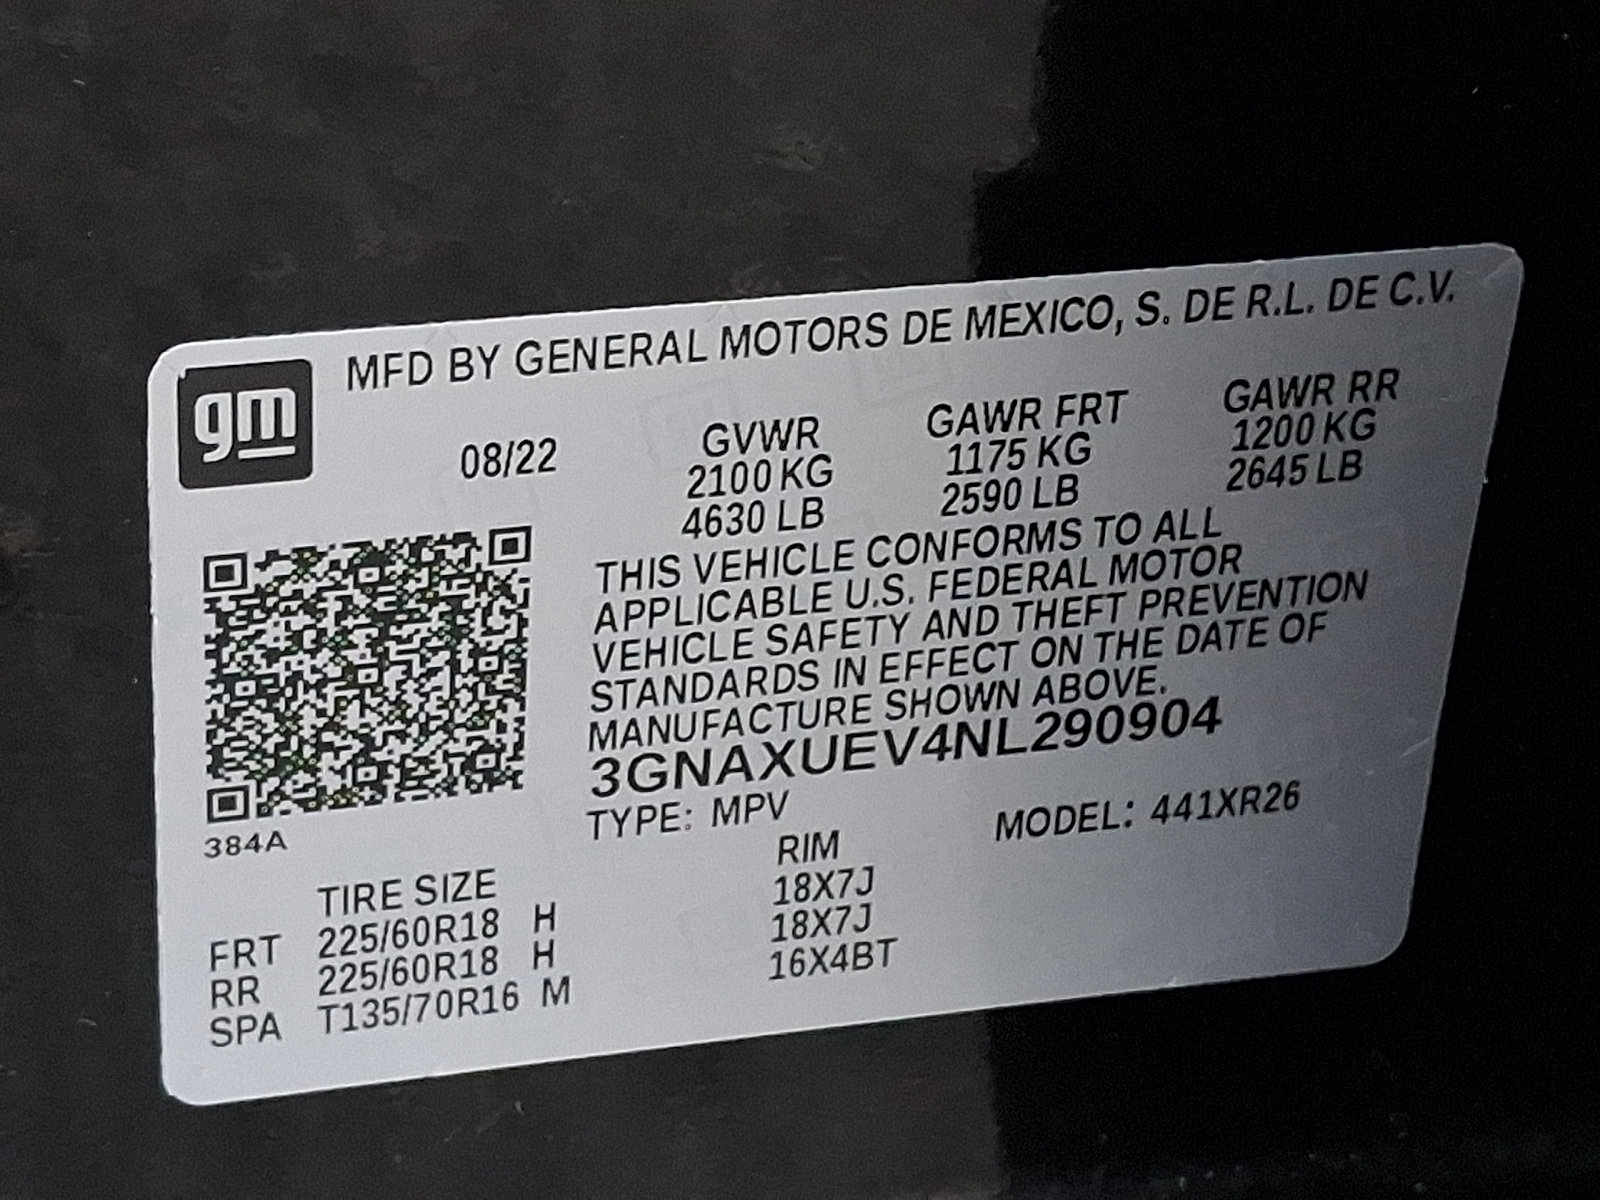 gm
MFD BY GENERAL MOTORS DE MEXICO, S. DE R.L. DE C.V.
08/22 GVWR GAWR FRT GAWR RR
2100 KG 1175 KG 1200 KG
4630 LB 2590 LB 2645 LB
THIS VEHICLE CONFORMS TO ALL
APPLICABLE U.S. FEDERAL MOTOR
VEHICLE SAFETY AND THEFT PREVENTION
STANDARDS IN EFFECT ON THE DATE OF
MANUFACTURE SHOWN ABOVE.
3GNAXUEV4NL290904
TYPE: MPV MODEL: 441XR26
384A
TIRE SIZE RIM
FRT 225/60R18 H 18X7J
RR 225/60R18 H 18X7J
SPA T135/70R16 M 16X4BT